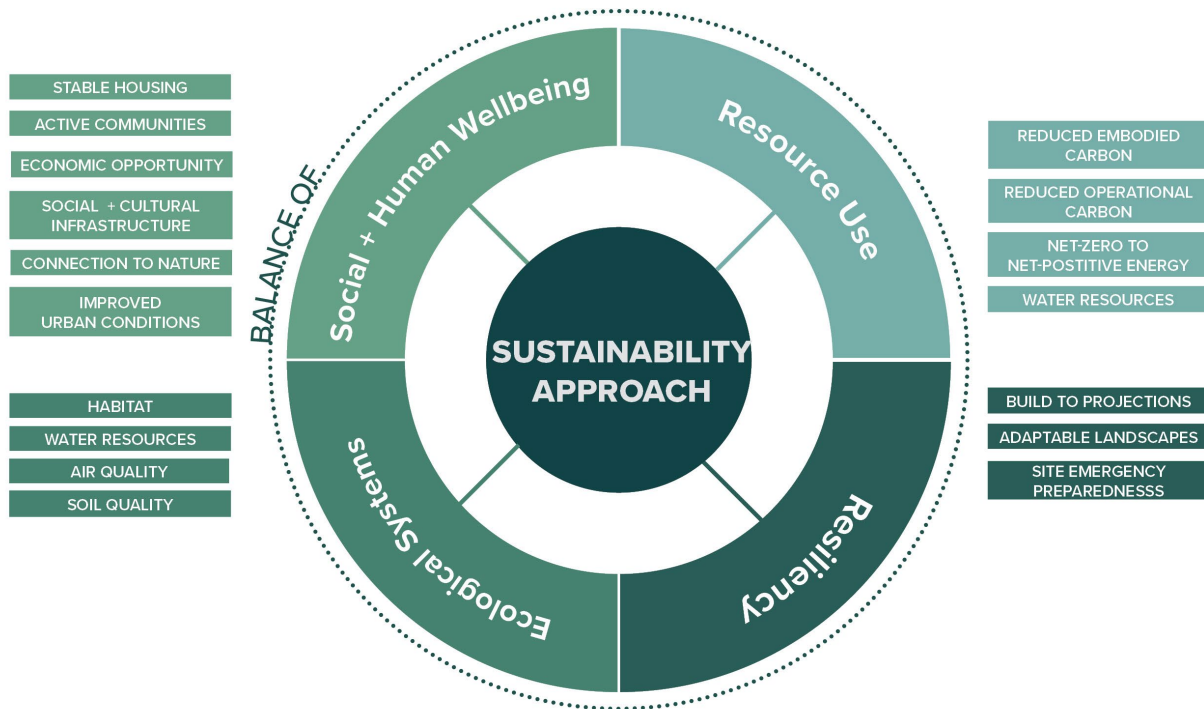 STABLE HOUSING
ACTIVE COMMUNITIES
ECONOMIC OPPORTUNITY
SOCIAL + CULTURAL
INFRASTRUCTURE
CONNECTION TO NATURE
IMPROVED
URBAN CONDITIONS
HABITAT
WATER RESOURCES
AIR QUALITY
SOIL QUALITY
BALANCE OF
Social + Human Wellbeing
Resource Use
SUSTAINABILITY
APPROACH
Ecological Systems
Resiliency
REDUCED EMBODIED
CARBON
REDUCED OPERATIONAL
CARBON
NET-ZERO TO
NET-POSTITIVE ENERGY
WATER RESOURCES
BUILD TO PROJECTIONS
ADAPTABLE LANDSCAPES
SITE EMERGENCY
PREPAREDNESSS